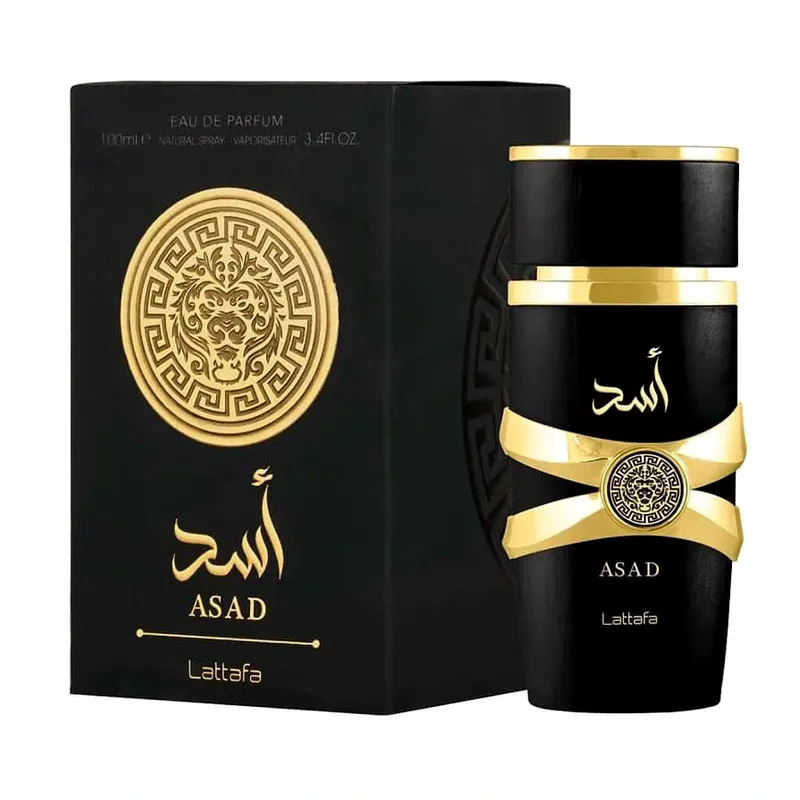 EAU DE PARFUM
100ml e NATURAL SPRAY - VAPORISATEUR 3.4FL.OZ.
أسد
ASAD
Lattafa
أسد
ASAD
Lattafa